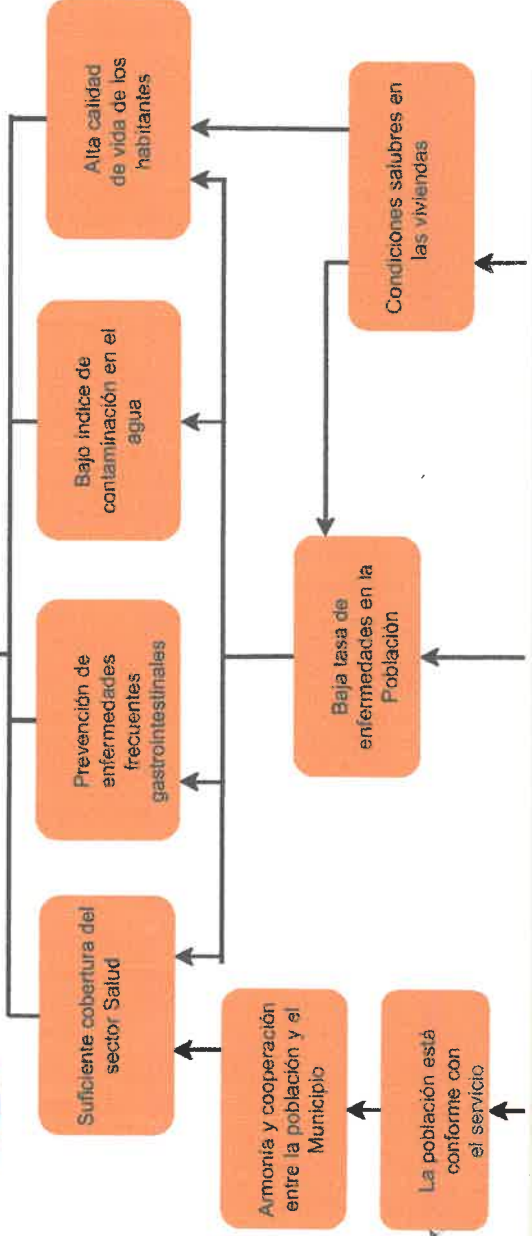 Suficiente cobertura del
sector Salud
Prevención de
enfermedades
frecuentes
gastrointestinales
Bajo indice de
contaminación en el
agua
Alta calidad
de vida de los
habitantes
Armonía y cooperación
entre la población y el
Municipio
Baja tasa de
enfermedades en la
Población
Condiciones salubres en
las viviendas
La población está
conforme con
el servicio